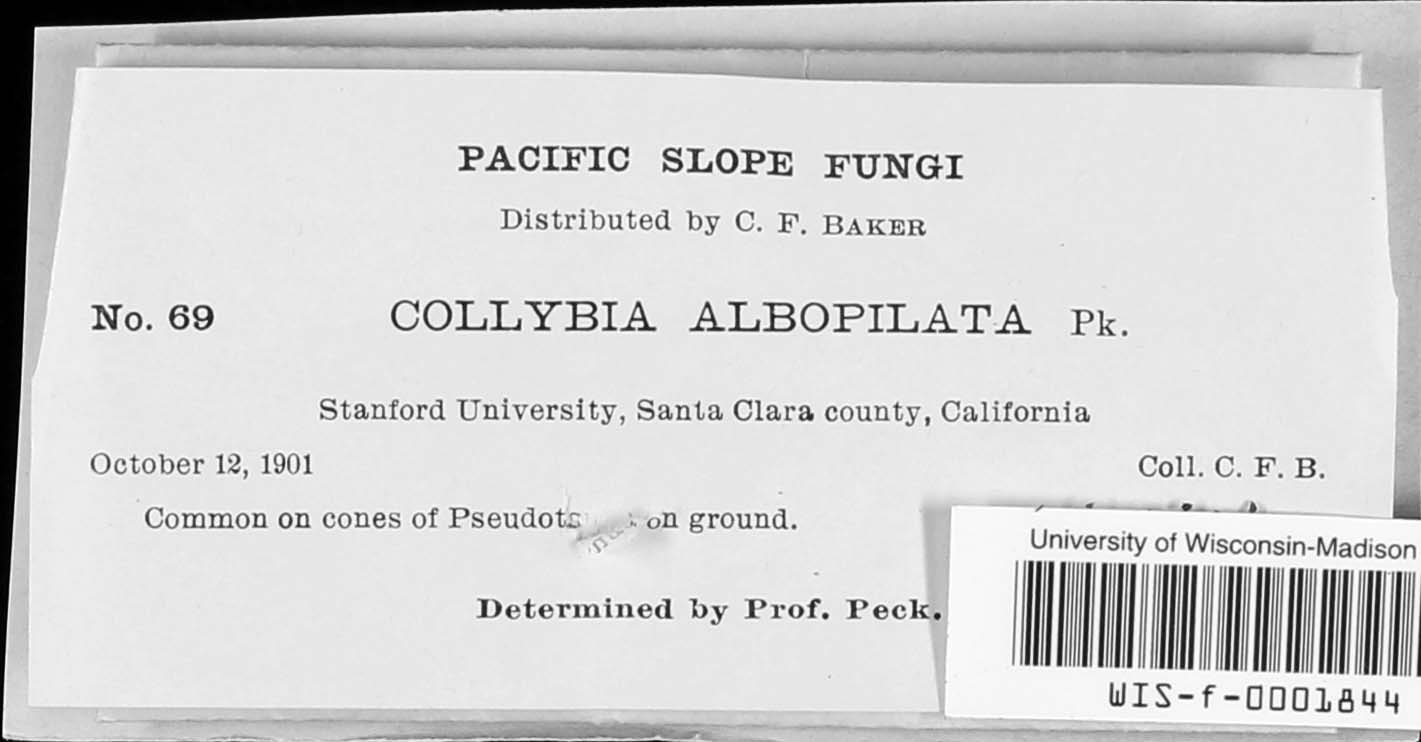 PACIFIC SLOPE FUNGI
Distributed by C. F. BAKER
No. 69 COLLYBIA ALBOPILATA Pk.
Stanford University, Santa Clara county, California
October 12, 1901 Coll. C. F. B.
Common on cones of on ground.
Determined by Prof. Peck.
University of Wisconsin-Madison
WIS-f-0001844